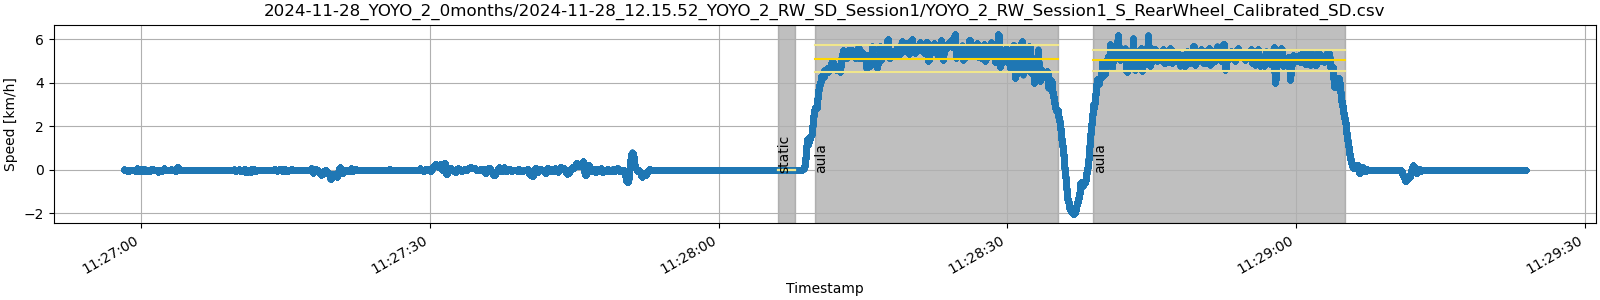 2024-11-28_YOYO_2_0months/2024-11-28_12.15.52_YOYO_2_RW_SD_Session1/YOYO_2_RW_Session1_S_RearWheel_Calibrated_SD.csv
Speed [km/h]
6
4
2
0
−2
static
aula
aula
11:27:00
11:27:30
11:28:00
11:28:30
11:29:00
11:29:30
Timestamp